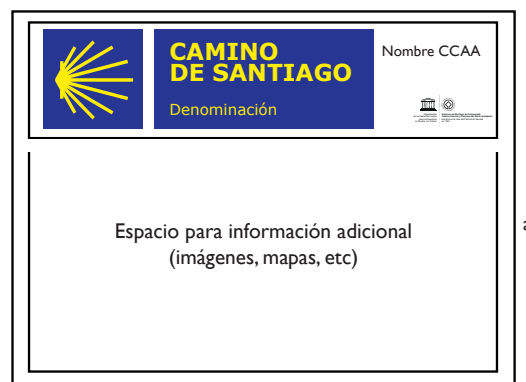 CAMINO
DE SANTIAGO
Denominación
Nombre CCAA
Espacio para información adicional
(imágenes, mapas, etc)